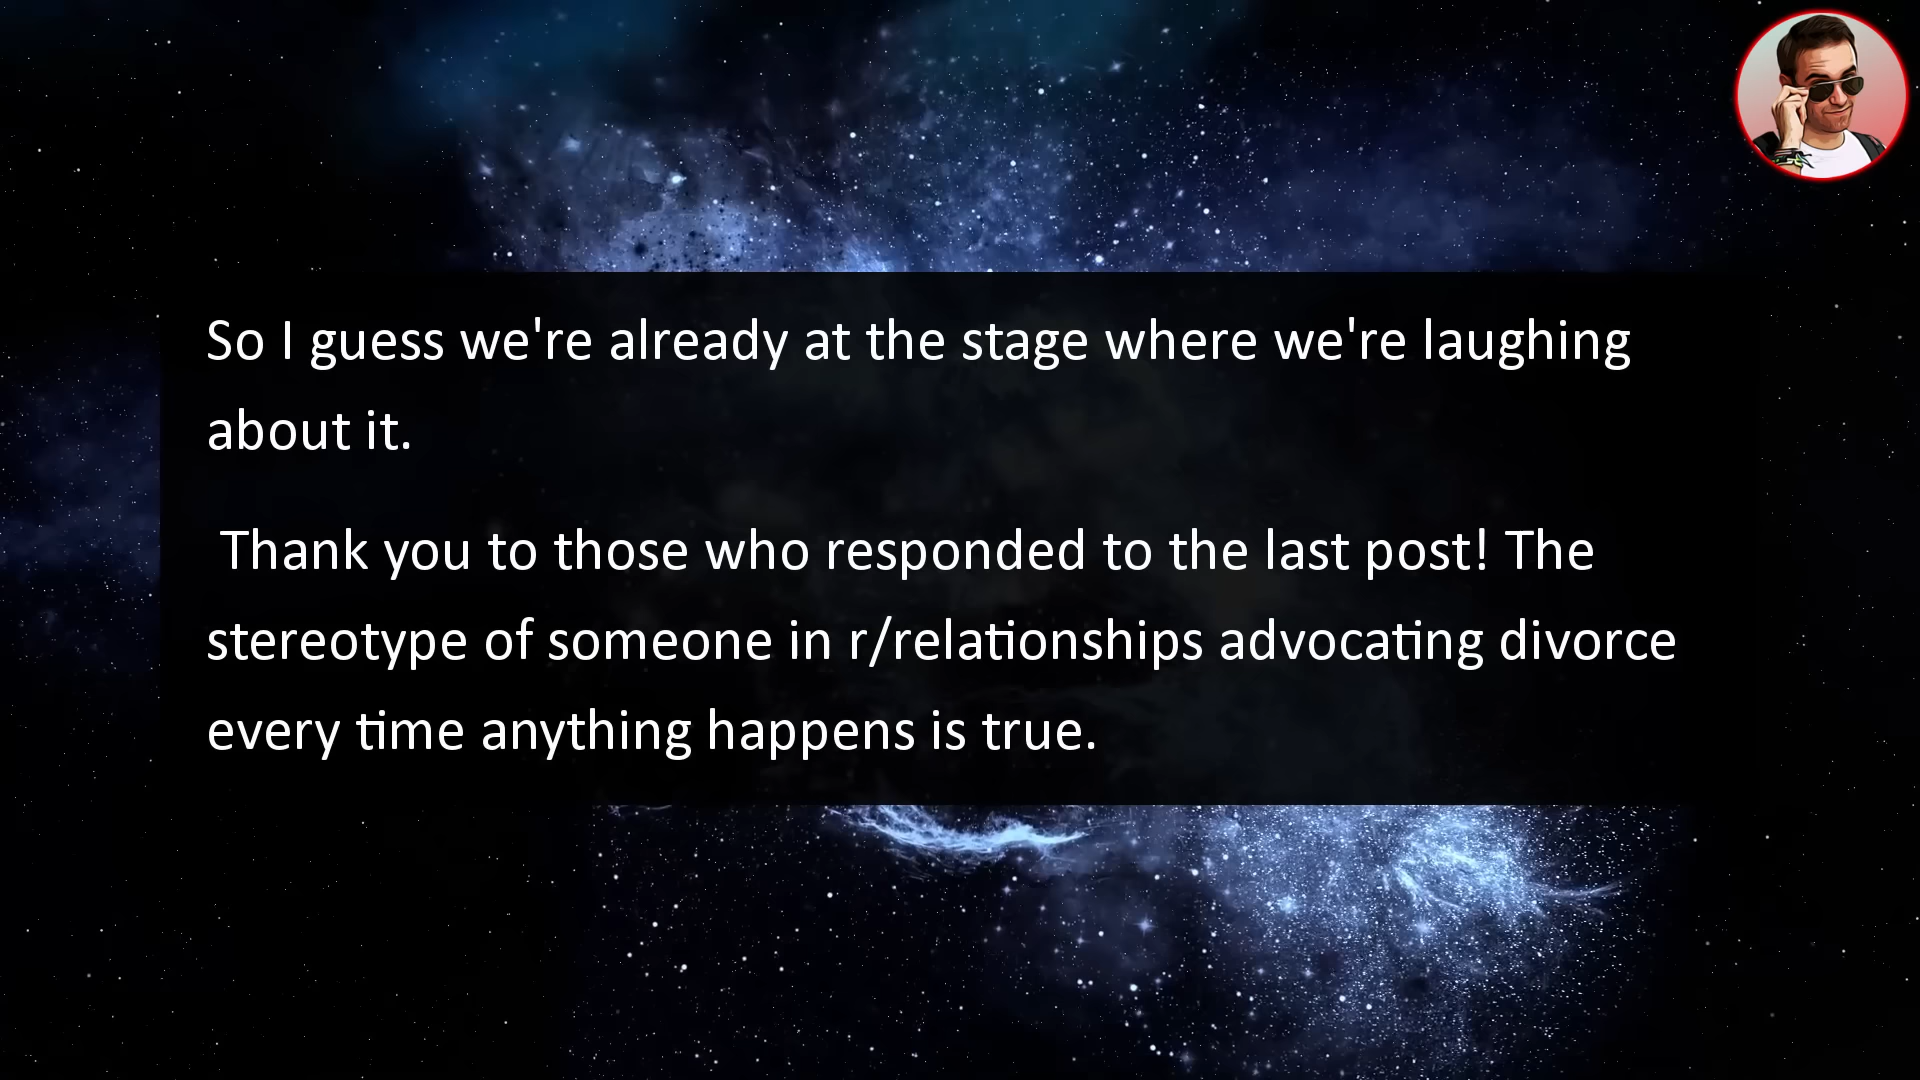 So I guess we're already at the stage where we're laughing
about it.
Thank you to those who responded to the last post! The
stereotype of someone in r/relationships advocating divorce
every time anything happens is true.